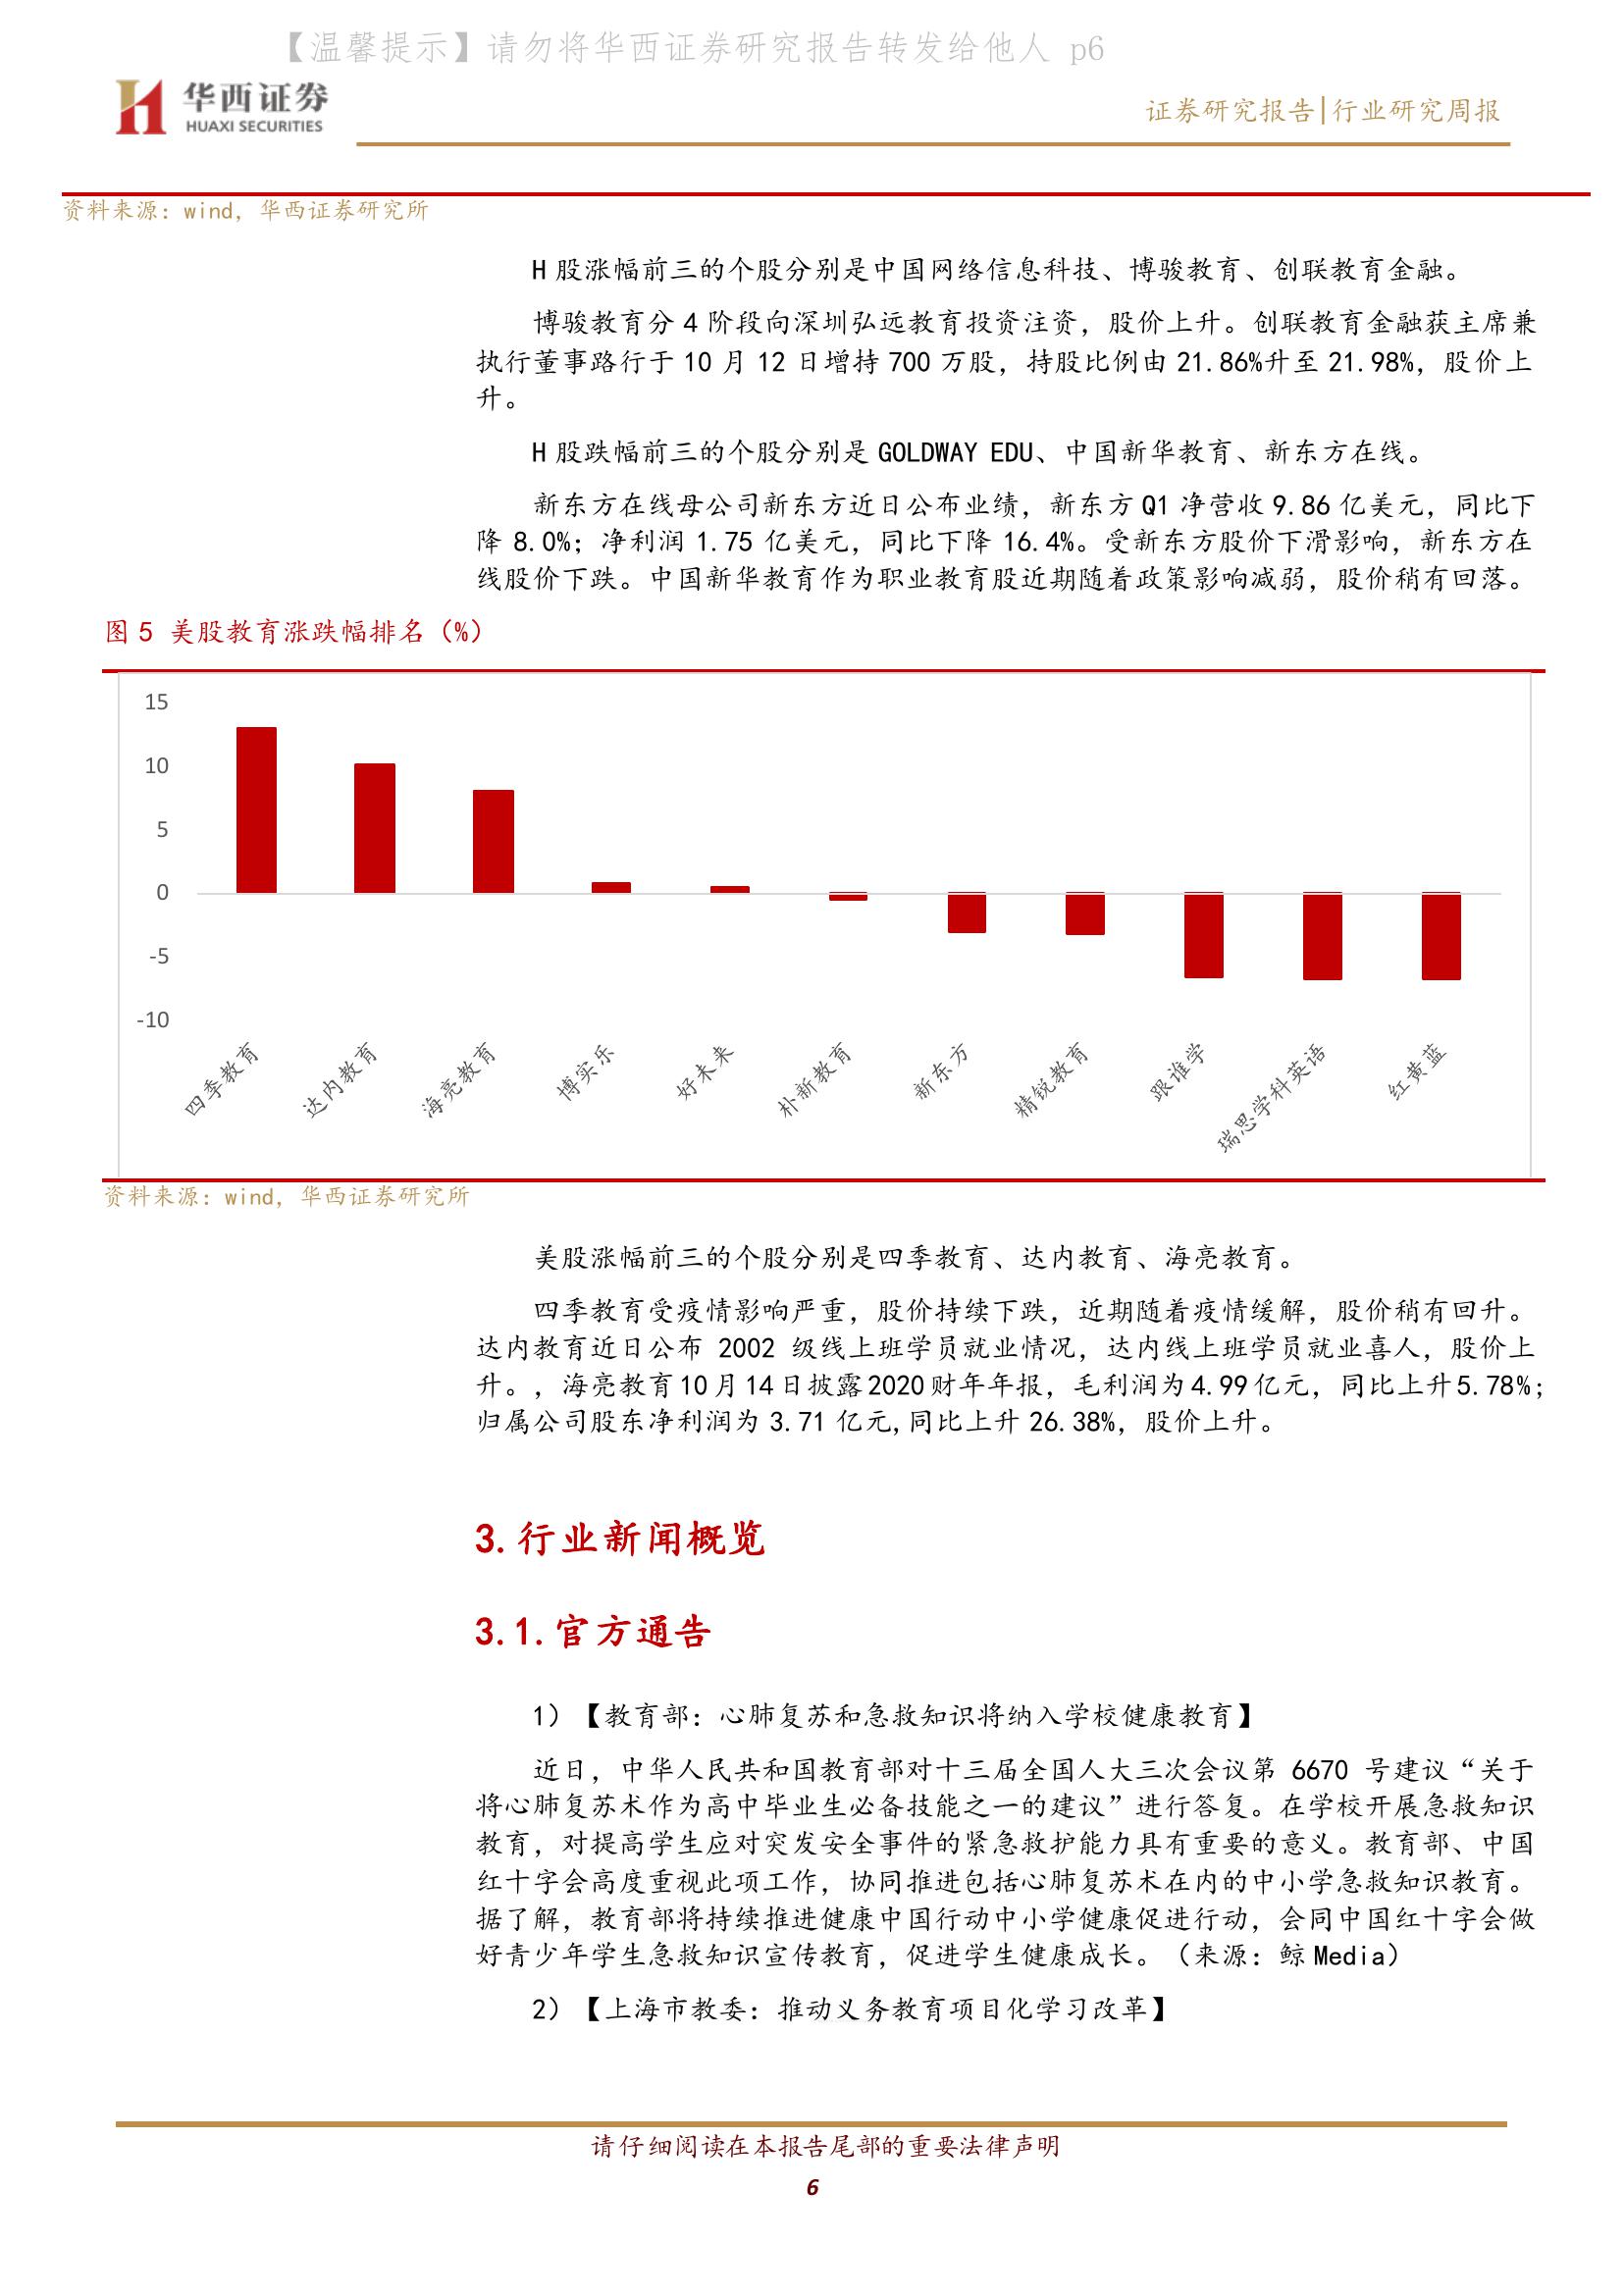 【温馨提示】请勿将华西证券研究报告转发给他人 p6
华西证券
HUAXI SECURITIES
证券研究报告|行业研究周报
资料来源：wind，华西证券研究所
H 股涨幅前三的个股分别是中国网络信息科技、博骏教育、创联教育金融。
博骏教育分 4 阶段向深圳弘远教育投资注资，股价上升。创联教育金融获主席兼
执行董事路行于 10 月 12 日增持 700 万股，持股比例由 21.86%升至 21.98%，股价上
升。
H 股跌幅前三的个股分别是 GOLDWAY EDU、中国新华教育、新东方在线。
新东方在线母公司新东方近日公布业绩，新东方 Q1 净营收 9.86 亿美元，同比下
降 8.0%；净利润 1.75 亿美元，同比下降 16.4%。受新东方股价下滑影响，新东方在
线股价下跌。中国新华教育作为职业教育股近期随着政策影响减弱，股价稍有回落。
图 5 美股教育涨跌幅排名（%）
15
10
5
0
-5
-10
四季教育
达内教育
海亮教育
博实乐
好未来
朴新教育
新东方
精锐教育
跟谁学
瑞思学科英语
红黄蓝
资料来源：wind，华西证券研究所
美股涨幅前三的个股分别是四季教育、达内教育、海亮教育。
四季教育受疫情影响严重，股价持续下跌，近期随着疫情缓解，股价稍有回升。
达内教育近日公布 2002 级线上班学员就业情况，达内线上班学员就业喜人，股价上
升。，海亮教育 10 月 14 日披露 2020 财年年报，毛利润为 4.99 亿元，同比上升 5.78%；
归属公司股东净利润为 3.71 亿元,同比上升 26.38%，股价上升。
3.行业新闻概览
3.1.官方通告
1）【教育部：心肺复苏和急救知识将纳入学校健康教育】
近日，中华人民共和国教育部对十三届全国人大三次会议第 6670 号建议“关于
将心肺复苏术作为高中毕业生必备技能之一的建议”进行答复。在学校开展急救知识
教育，对提高学生应对突发安全事件的紧急救护能力具有重要的意义。教育部、中国
红十字会高度重视此项工作，协同推进包括心肺复苏术在内的中小学急救知识教育。
据了解，教育部将持续推进健康中国行动中小学健康促进行动，会同中国红十字会做
好青少年学生急救知识宣传教育，促进学生健康成长。（来源：鲸 Media）
2）【上海市教委：推动义务教育项目化学习改革】
请仔细阅读在本报告尾部的重要法律声明
6